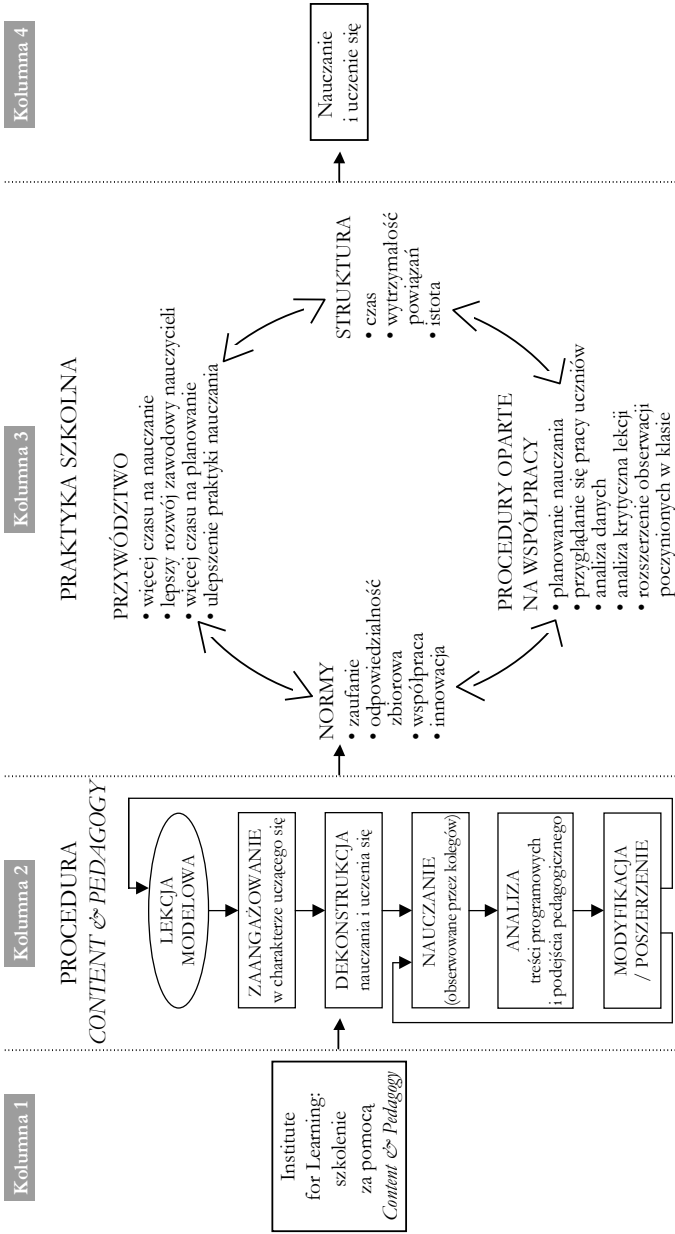 Kolumna 1
Institute
for Learning:
szkolenie
za pomocą
Content & Pedagogy
Kolumna 2
PROCEDURA
CONTENT & PEDAGOGY
LEKCJA
MODELOWA
ZAANGAŻOWANIE
w charakterze uczącego się
DEKONSTRUKCJA
nauczania i uczenia się
NAUCZANIE
(obserwowane przez kolegów)
ANALIZA
treści programowych
i podejścia pedagogicznego
MODYFIKACJA
/ POSZERZENIE
Kolumna 3
PRAKTYKA SZKOLNA
PRZYWÓDZTWO
• więcej czasu na nauczanie
• lepszy rozwój zawodowy nauczycieli
• więcej czasu na planowanie
• ulepszenie praktyki nauczania
NORMY
• zaufanie
• odpowiedzialność
zbiorowa
• współpraca
• innowacja
STRUKTURA
• czas
• wytrzymałość
powiązań
• istota
PROCEDURY OPARTE
NA WSPÓŁPRACY
• planowanie nauczania
• przyglądanie się pracy uczniów
• analiza danych
• analiza krytyczna lekcji
• rozszerzenie obserwacji
poczynionych w klasie
Kolumna 4
Nauczanie
i uczenie się